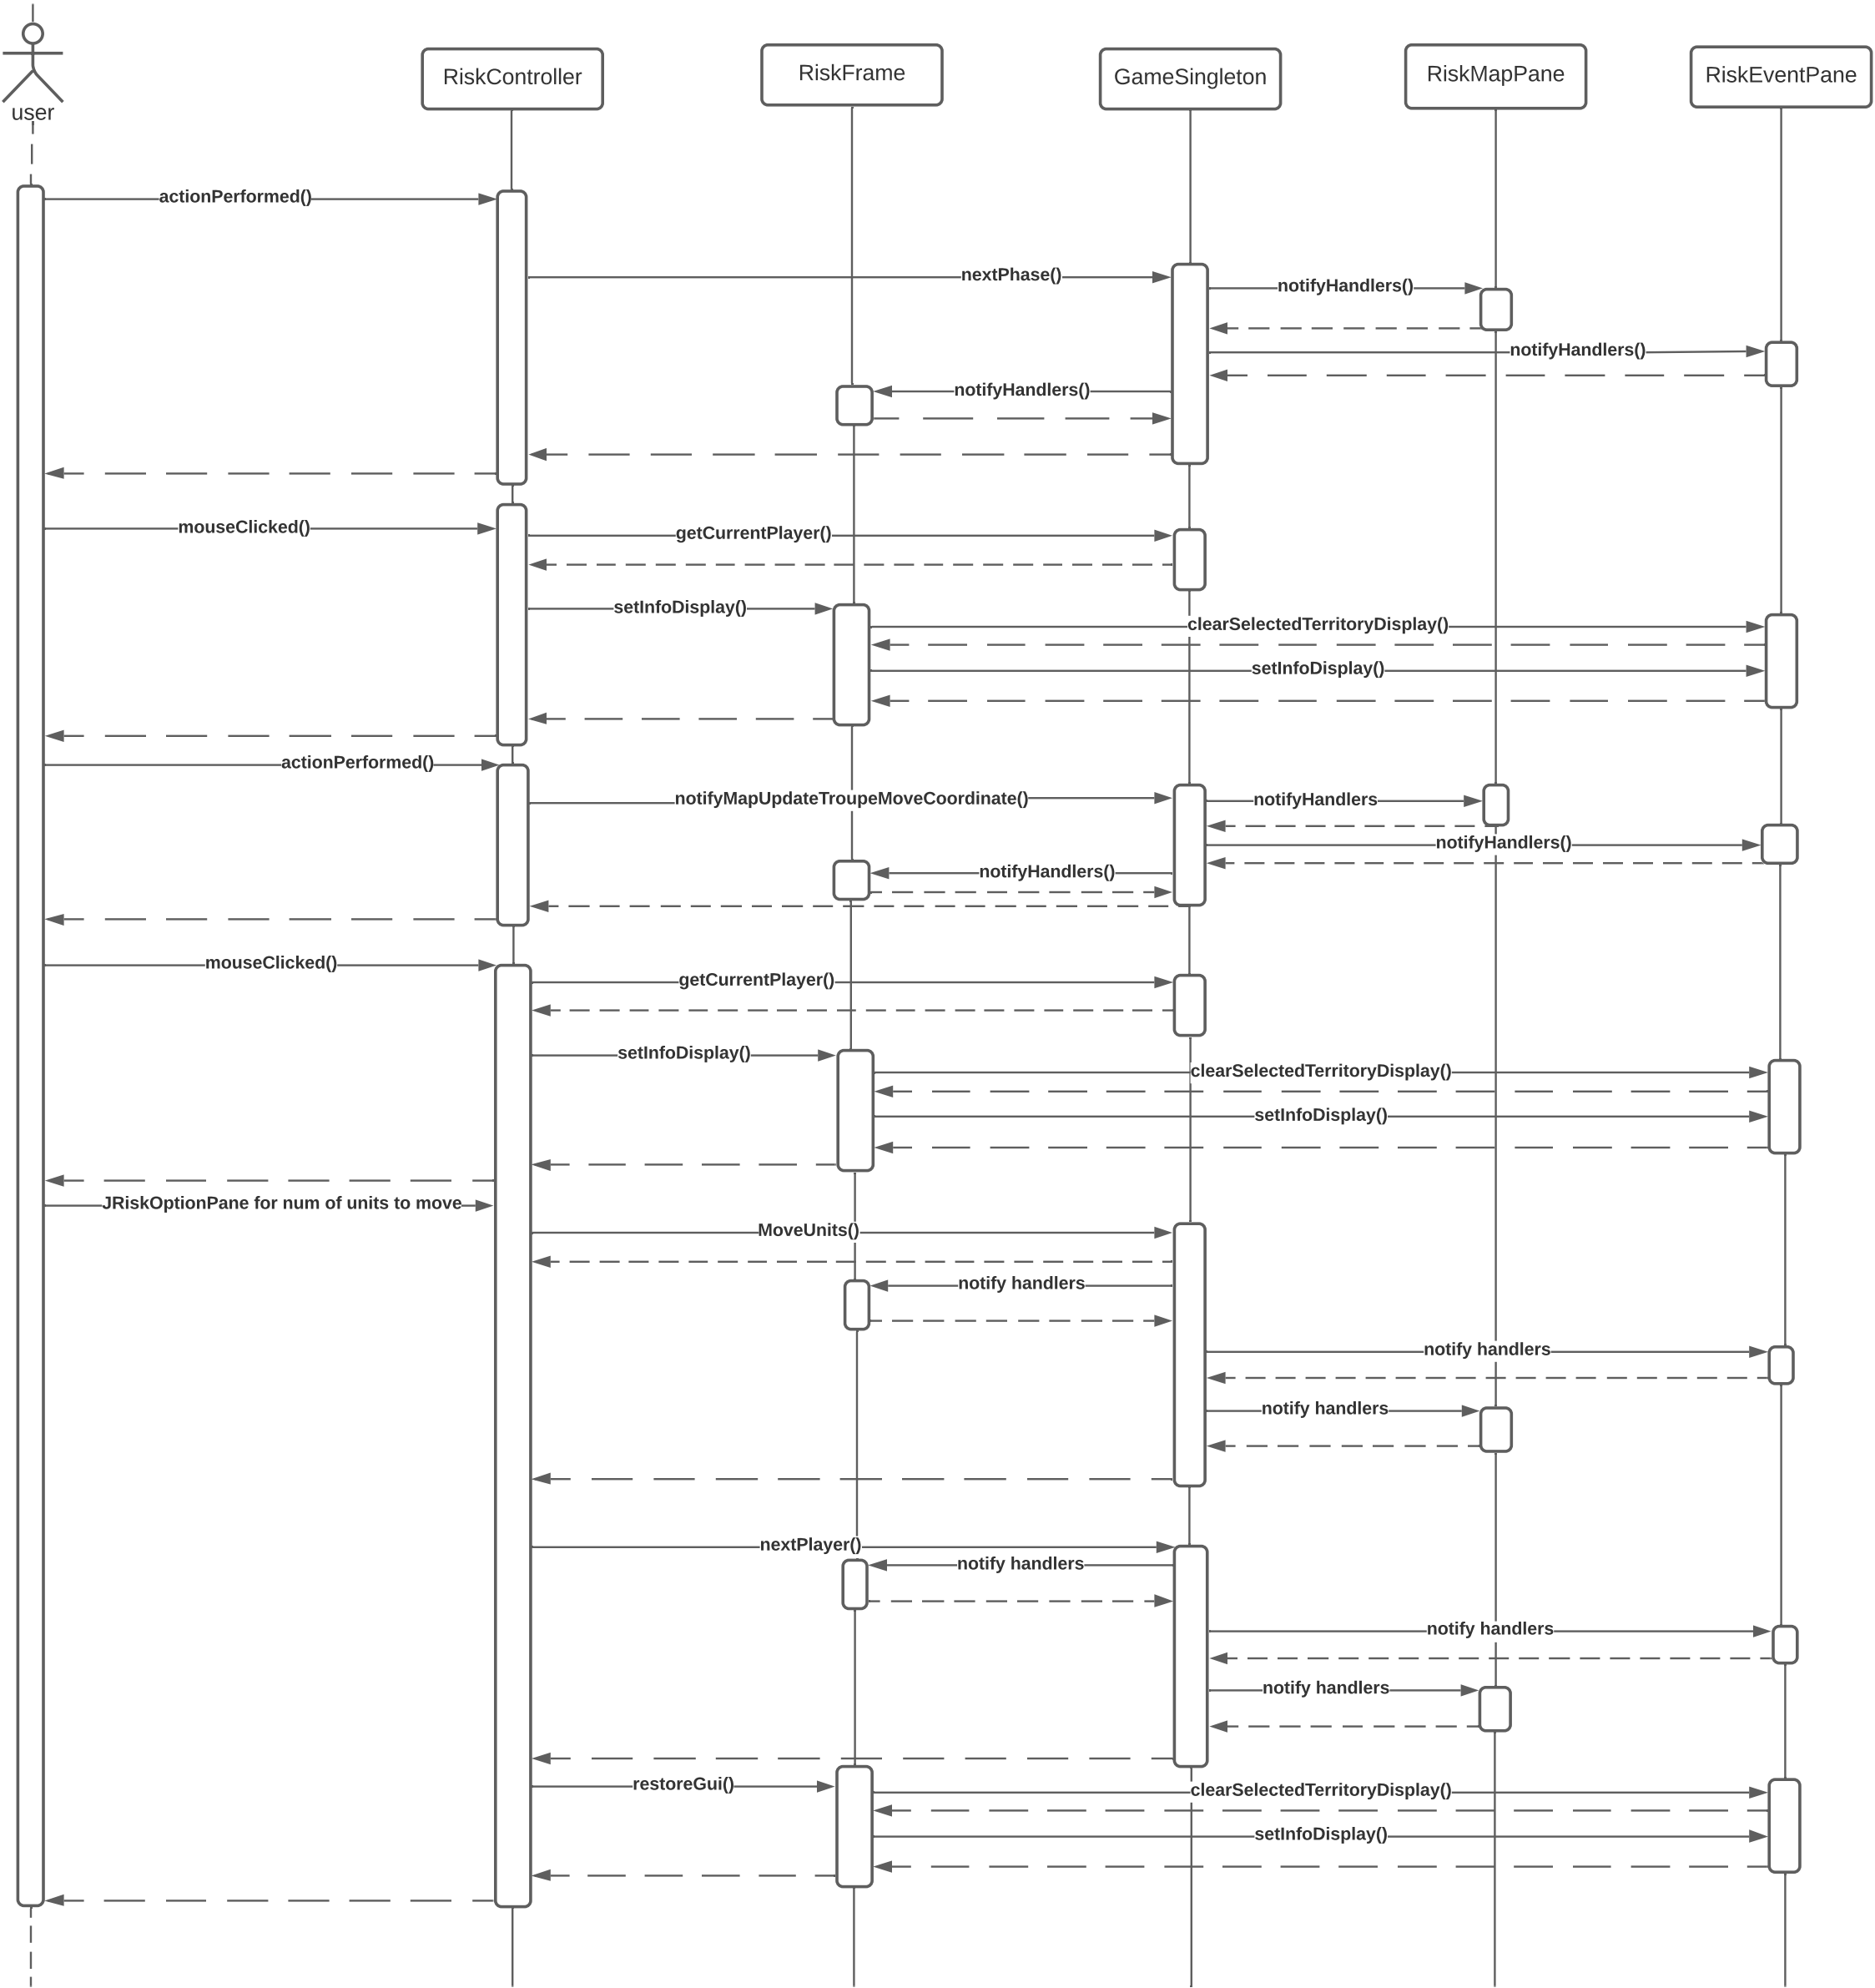 user
RiskController
RiskFrame
GameSingleton
RiskMapPane
RiskEventPane
actionPerformed()
nextPhase()
notifyHandlers()
notifyHandlers()
notifyHandlers()
mouseClicked()
getCurrentPlayer()
setInfoDisplay()
clearSelectedTerritoryDisplay()
setInfoDisplay()
actionPerformed()
notifyMapUpdateTroupeMoveCoordinate()
notifyHandlers
notifyHandlers()
notifyHandlers()
mouseClicked()
getCurrentPlayer()
setInfoDisplay()
clearSelectedTerritoryDisplay()
setInfoDisplay()
JRiskOptionPane for num of units to move
MoveUnits()
notify handlers
notify handlers
notify handlers
nextPlayer()
notify handlers
notify handlers
notify handlers
restoreGui()
clearSelectedTerritoryDisplay()
setInfoDisplay()